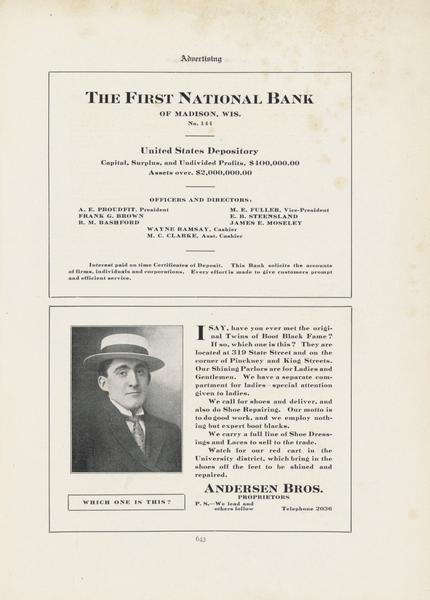 Advertising
THE FIRST NATIONAL BANK
OF MADISON, WIS.
No. 144
United States Depository
Capital, Surplus, and Undivided Profits, $400,000.00
Assets over, $2,000,000.00
OFFICERS AND DIRECTORS:
A. E. PROUDFIT, President
FRANK G. BROWN
R. M. BASHFORD
M. E. FULLER, Vice-President
E. B. STEENSLAND
JAMES E. MOSELEY
WAYNE RAMSAY, Cashier
M. C. CLARKE, Asst. Cashier
Interest paid on time Certificates of Deposit. This Bank solicits the accounts
of firms, individuals and corporations. Every effort is made to give customers prompt
and efficient service.
I SAY, have you ever met the origi-
nal Twins of Boot Black Fame?
If so, which one is this? They are
located at 319 State Street and on the
corner of Pinckney and King Streets.
Our Shining Parlors are for Ladies and
Gentlemen. We have a separate com-
partment for ladies—special attention
given to ladies.
We call for shoes and deliver, and
also do Shoe Repairing. Our motto is
to do good work, and we employ noth-
ing but expert boot blacks.
We carry a full line of Shoe Dress-
ings and Laces to sell to the trade.
Watch for our red cart in the
University district, which bring in the
shoes off the feet to be shined and
repaired.
WHICH ONE IS THIS?
ANDERSEN BROS.
PROPRIETORS
P. S.—We lead and
others follow
Telephone 2036
643